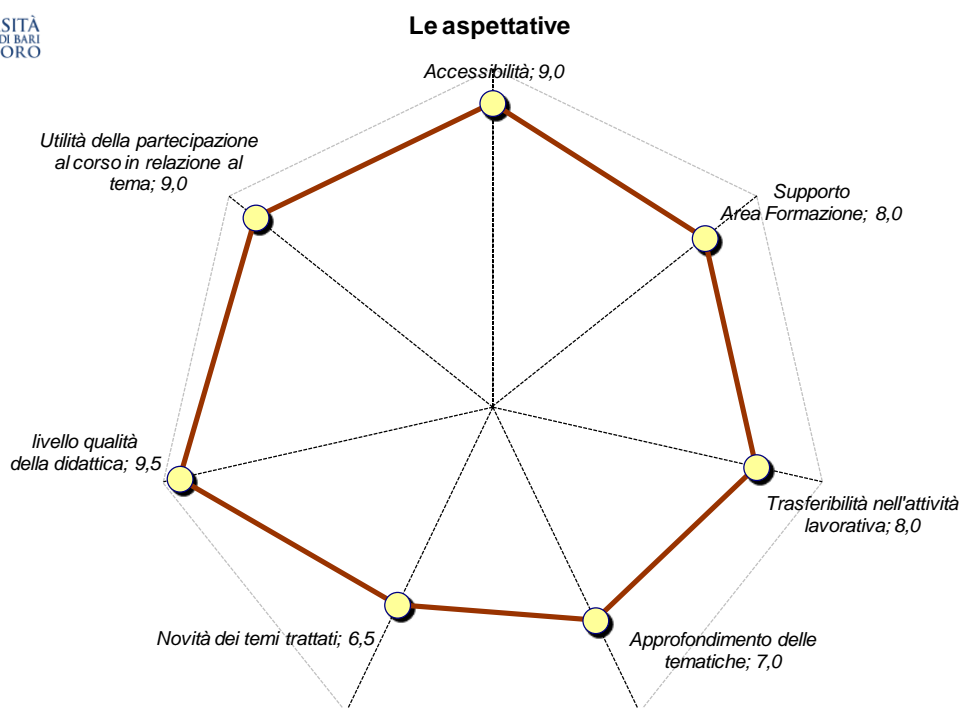 SITÀ
DI BARI
ORO
Le aspettative
Accessibilità; 9,0
Utilità della partecipazione
al corso in relazione al
tema; 9,0
Supporto
Area Formazione; 8,0
livello qualità
della didattica; 9,5
Trasferibilità nell'attività
lavorativa; 8,0
Novità dei temi trattati; 6,5
Approfondimento delle
tematiche; 7,0